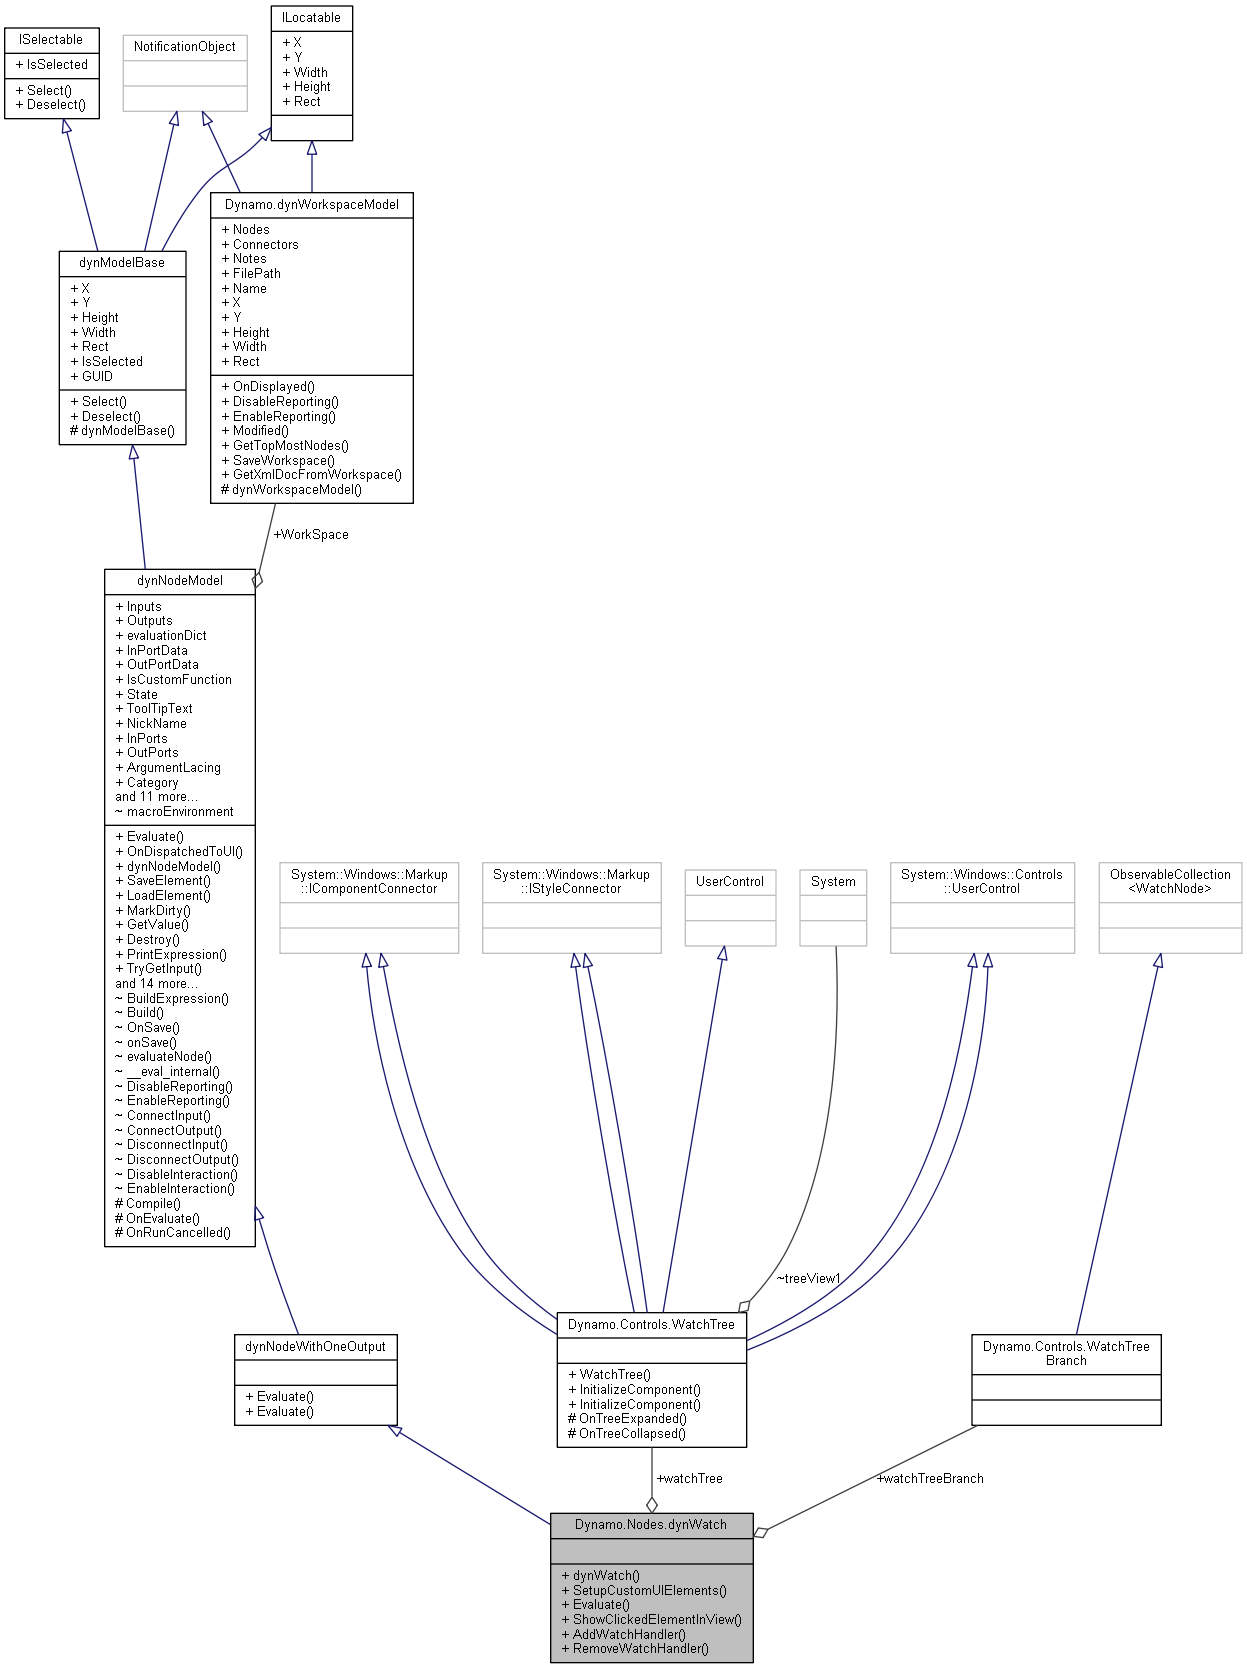 ISelectable
+ IsSelected
+ Select()
+ Deselect()
NotificationObject
ILocatable
+ X
+ Y
+ Width
+ Height
+ Rect
dynModelBase
+ X
+ Y
+ Height
+ Width
+ Rect
+ IsSelected
+ GUID
+ Select()
+ Deselect()
# dynModelBase()
Dynamo.dynWorkspaceModel
+ Nodes
+ Connectors
+ Notes
+ FilePath
+ Name
+ X
+ Y
+ Height
+ Width
+ Rect
+ OnDisplayed()
+ DisableReporting()
+ EnableReporting()
+ Modified()
+ GetTopMostNodes()
+ SaveWorkspace()
+ GetXmlDocFromWorkspace()
# dynWorkspaceModel()
+WorkSpace
dynNodeModel
+ Inputs
+ Outputs
+ evaluationDict
+ InPortData
+ OutPortData
+ IsCustomFunction
+ State
+ ToolTipText
+ NickName
+ InPorts
+ OutPorts
+ ArgumentLacing
+ Category
and 11 more...
~ macroEnvironment
+ Evaluate()
+ OnDispatchedToUI()
+ dynNodeModel()
+ SaveElement()
+ LoadElement()
+ MarkDirty()
+ GetValue()
+ Destroy()
+ PrintExpression()
+ TryGetInput()
and 14 more...
~ BuildExpression()
~ Build()
~ OnSave()
~ onSave()
~ evaluateNode()
~ __eval_internal()
~ DisableReporting()
~ EnableReporting()
~ ConnectInput()
~ ConnectOutput()
~ DisconnectInput()
~ DisconnectOutput()
~ DisableInteraction()
~ EnableInteraction()
# Compile()
# OnEvaluate()
# OnRunCancelled()
System::Windows::Markup
::IComponentConnector
System::Windows::Markup
::IStyleConnector
UserControl
System
System::Windows::Controls
::UserControl
ObservableCollection
<WatchNode>
~treeView1
dynNodeWithOneOutput
+ Evaluate()
+ Evaluate()
Dynamo.Controls.WatchTree
+ WatchTree()
+ InitializeComponent()
+ InitializeComponent()
# OnTreeExpanded()
# OnTreeCollapsed()
Dynamo.Controls.WatchTree
Branch
+watchTree
+watchTreeBranch
Dynamo.Nodes.dynWatch
+ dynWatch()
+ SetupCustomUIElements()
+ Evaluate()
+ ShowClickedElementInView()
+ AddWatchHandler()
+ RemoveWatchHandler()